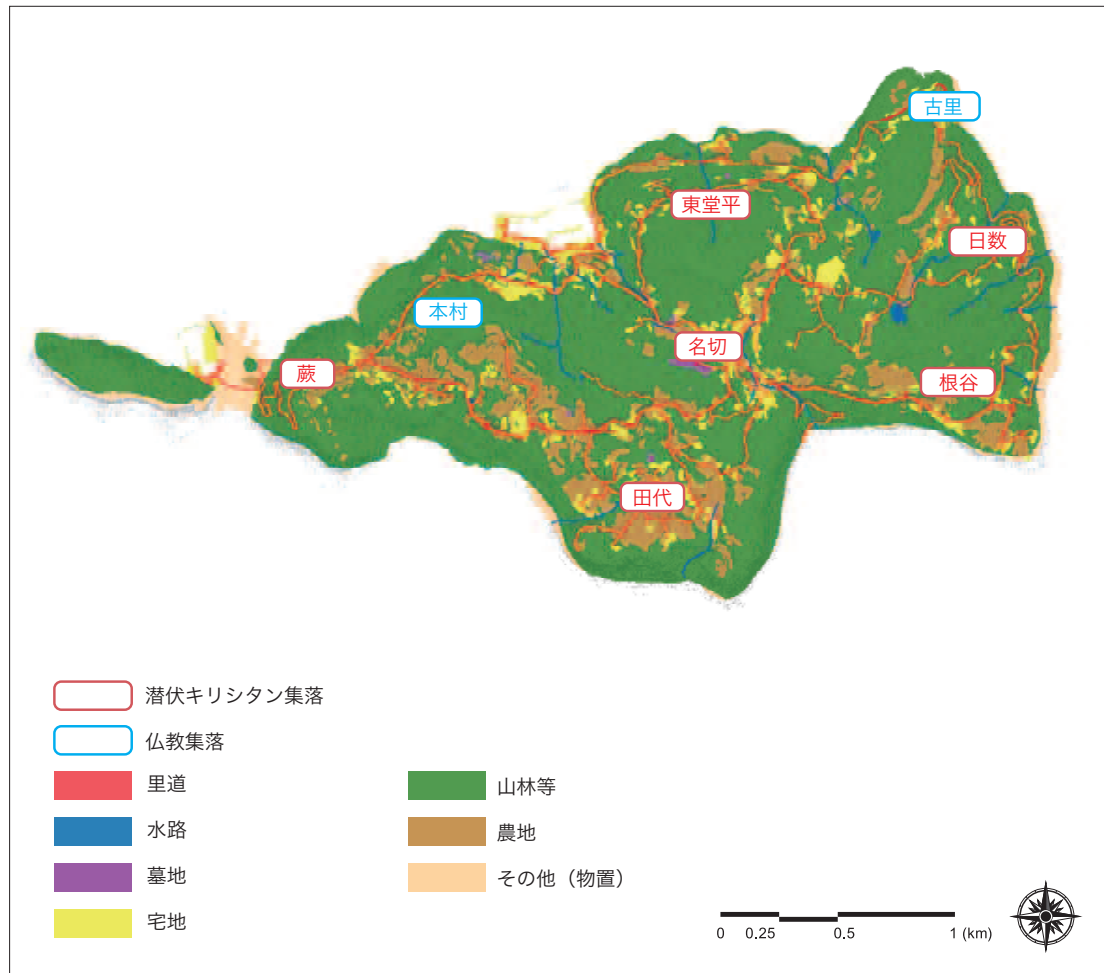 古里
東堂平
日数
本村
名切
蕨
根谷
田代
潜伏キリシタン集落
仏教集落
里道
水路
墓地
宅地
山林等
農地
その他（物置）
0 0.25 0.5 1 (km)